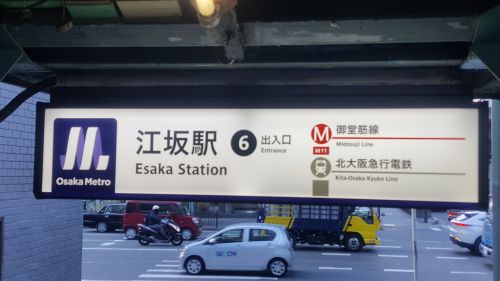 江坂駅
Esaka Station
6
出入口
Entrance
M
御堂筋線
Midosuji Line
M11
北大阪急行電鉄
Kita-Osaka Kyuko Line
Osaka Metro